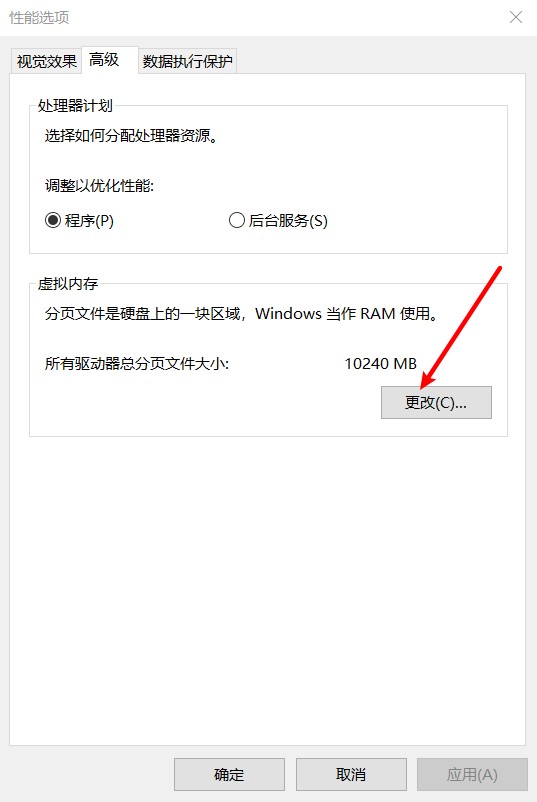 性能选项
视觉效果 高级 数据执行保护
处理器计划
选择如何分配处理器资源。
调整以优化性能:
程序(P) 后台服务(S)
虚拟内存
分页文件是硬盘上的一块区域，Windows 当作 RAM 使用。
所有驱动器总分页文件大小: 10240 MB
更改(C)...
确定 取消 应用(A)